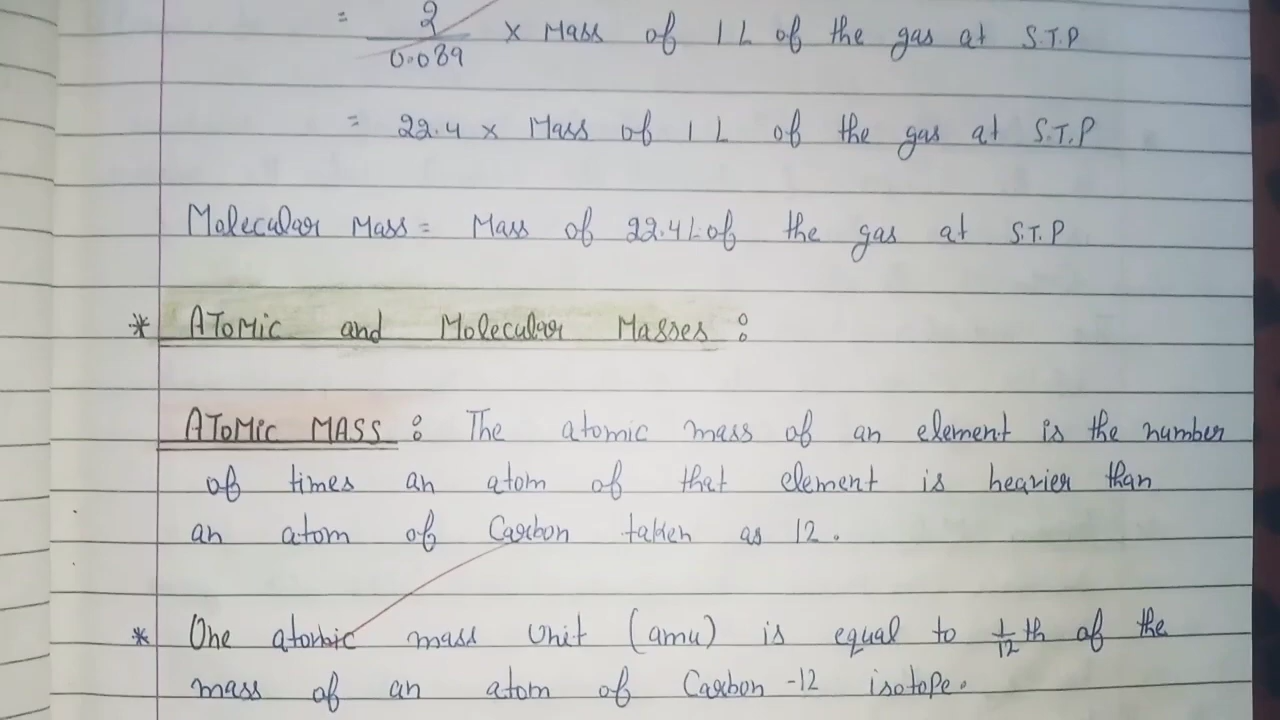 = 2/0.089 × Mass of 1 L of the gas at S.T.P
= 22.4 × Mass of 1 L of the gas at S.T.P
Molecular Mass = Mass of 22.4L of the gas at S.T.P
* ATomic and Molecular Masses :
AToMic MASS : The atomic mass of an element is the number
of times an atom of that element is heavier than
an atom of Carbon taken as 12.
* One atombic mass Unit (amu) is equal to 1/12 th of the
mass of an atom of Carbon -12 isotope.